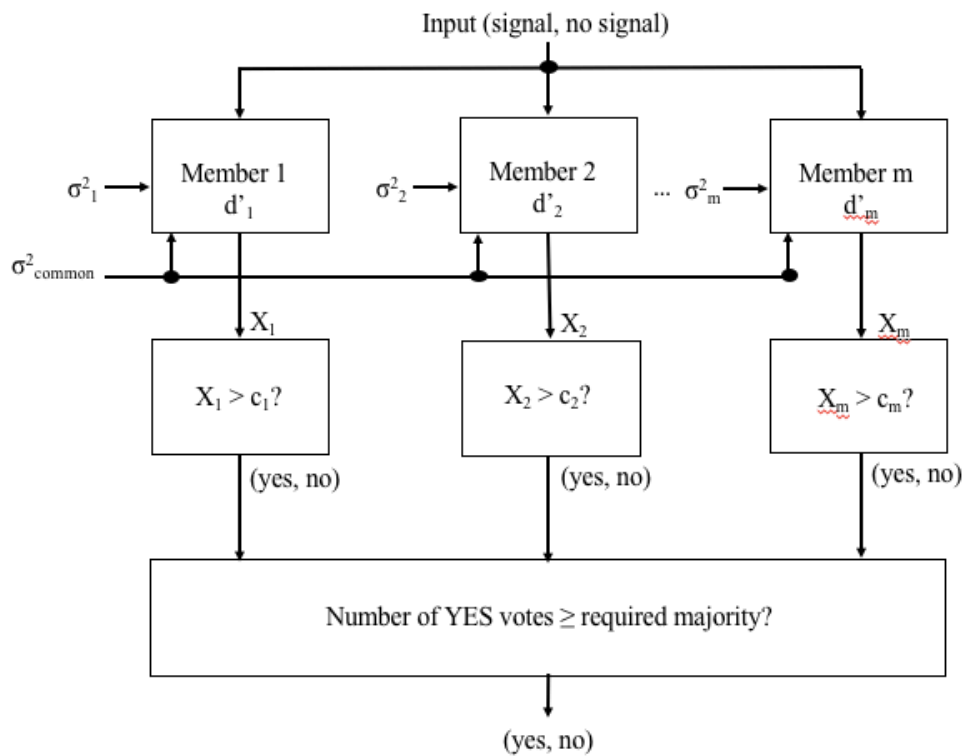 Input (signal, no signal)
Member 1
d’₁
Member 2
d’₂
Member m
d’ₘ
σ²₁
σ²₂
... σ²ₘ
σ²common
X₁
X₂
Xₘ
X₁ > c₁?
X₂ > c₂?
Xₘ > cₘ?
(yes, no)
(yes, no)
(yes, no)
Number of YES votes ≥ required majority?
(yes, no)